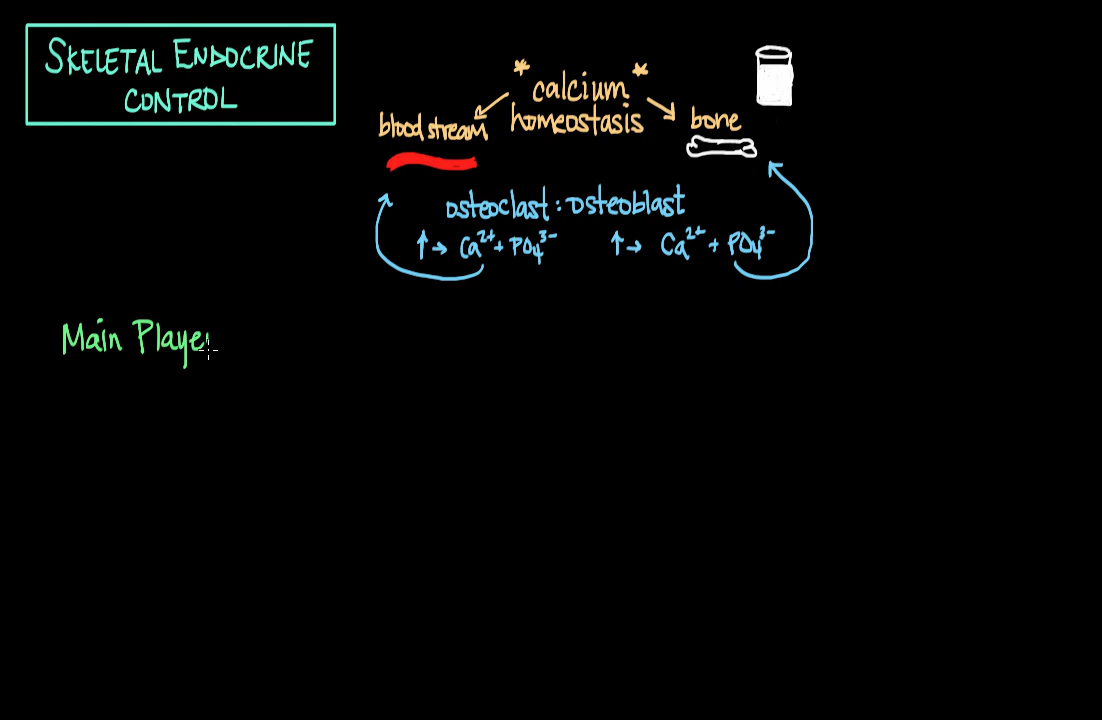 SKELETAL ENDOCRINE
CONTROL
* calcium *
homeostasis
blood stream
bone
osteoclast : osteoblast
↑ → Ca²⁺ + PO₄³⁻
↑ → Ca²⁺ + PO₄³⁻
Main Player